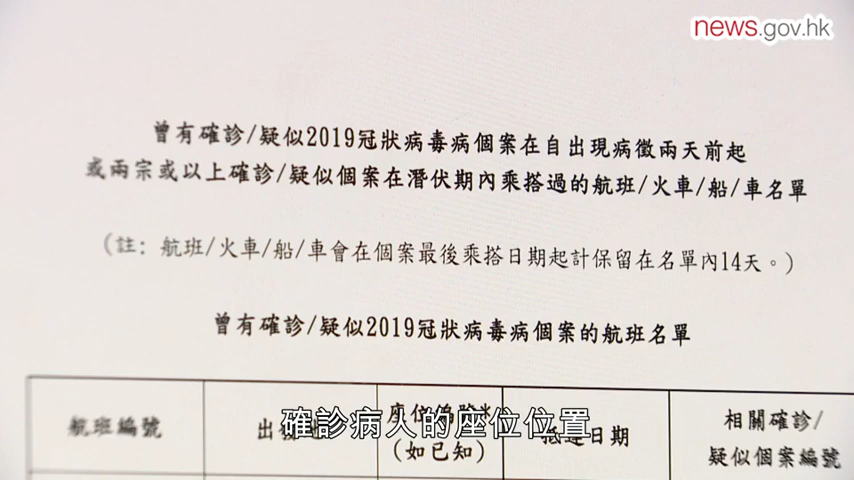 news.gov.hk
曾有確診/疑似2019冠狀病毒病個案在自出現病徵兩天前起
或兩宗或以上確診/疑似個案在潛伏期內乘搭過的航班/火車/船/車名單
(註: 航班/火車/船/車會在個案最後乘搭日期起計保留在名單內14天。)
曾有確診/疑似2019冠狀病毒病個案的航班名單
航班編號
(如已知)
抵達日期
相關確診/
疑似個案編號
確診病人的座位位置